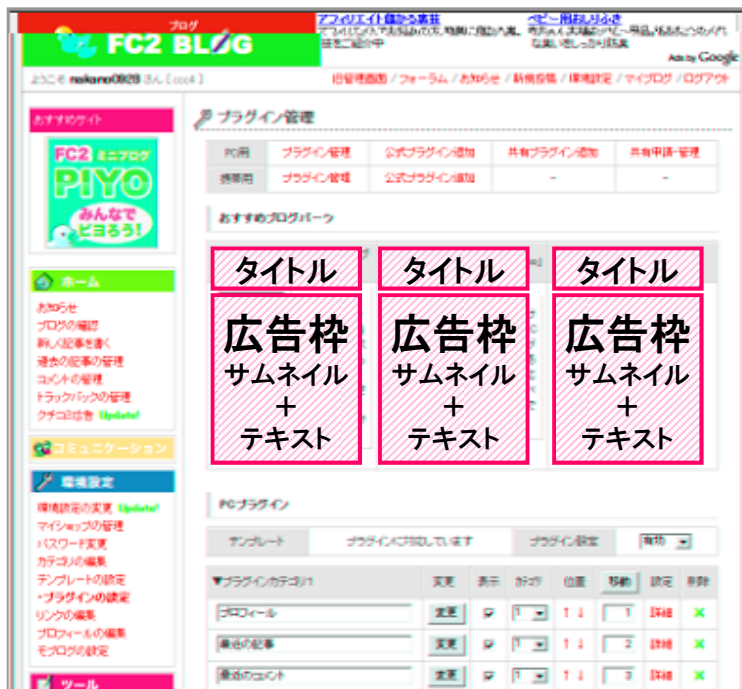 ブログ
FC2 BLOG
アフィリエイト儲かる裏技
ベビー用おしりふき
Ads by Google
ようこそ nakano0928 さん [ccc4]
旧管理画面 / フォーラム / お知らせ / 新規投稿 / 環境設定 / マイブログ / ログアウト
おすすめサイト
FC2 ミニブログ
PIYO
みんなで
ピヨろう!
プラグイン管理
PC用 プラグイン管理 公式プラグイン追加 共有プラグイン追加 共有申請・管理
携帯用 プラグイン管理 公式プラグイン追加 - -
おすすめブログパーツ
タイトル タイトル タイトル
広告枠 広告枠 広告枠
サムネイル サムネイル サムネイル
+ + +
テキスト テキスト テキスト
ホーム
お知らせ
ブログの確認
新しく記事を書く
過去の記事の管理
コメントの管理
トラックバックの管理
クチコミ広告 Update!
コミュニケーション
環境設定
環境設定の変更 Update!
マイショップの管理
パスワード変更
カテゴリの編集
テンプレートの設定
・プラグインの設定
リンクの編集
プロフィールの編集
モブログの設定
ツール
PCプラグイン
テンプレート プラグインに対応しています プラグイン設定 有効
▼プラグインカテゴリ1 変更 表示 カテゴリ 位置 移動 設定 削除
プロフィール 変更 1 ↑ ↓ 1 詳細
最近の記事 変更 1 ↑ ↓ 2 詳細
最近のコメント 変更 1 ↑ ↓ 3 詳細